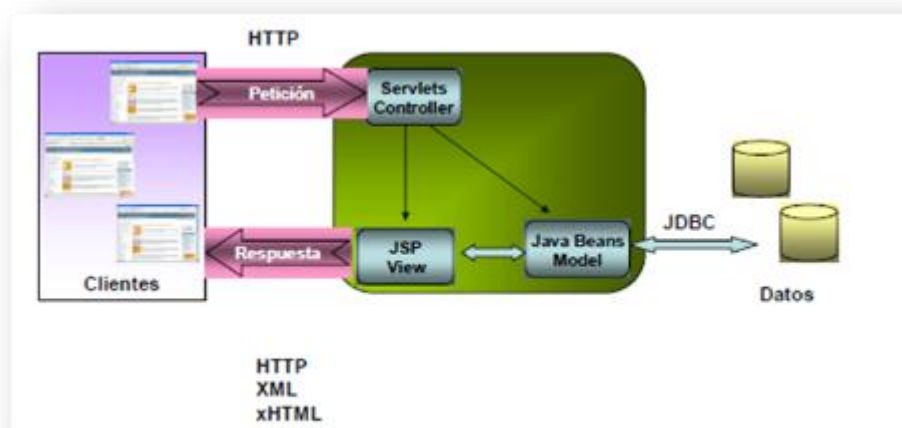 HTTP
Petición
Servlets
Controller
JDBC
Respuesta
JSP
View
Java Beans
Model
Clientes
Datos
HTTP
XML
xHTML